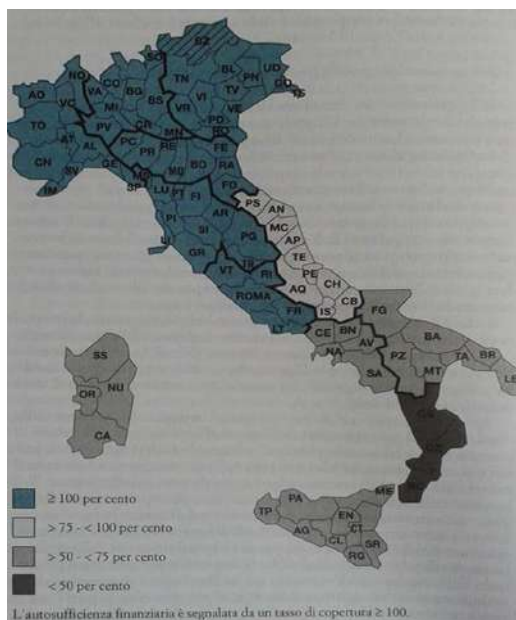 BZ
SO
TN
BL
UD
PN
NO
VA
CO
BG
BS
VI
TV
GO
TS
AO
VC
MI
VR
VE
PD
TO
PV
CR
MN
RO
AT
AL
PC
PR
RE
MO
BO
FE
RA
CN
SV
GE
MS
SP
LU
PT
FI
FO
IM
AR
PS
AN
PI
SI
PG
MC
AP
LI
GR
TR
TE
VT
RI
PE
CH
AQ
ROMA
CB
IS
FR
LT
FG
CE
BN
BA
NA
AV
PZ
TA
BR
SA
MT
LE
SS
OR
NU
CA
ME
PA
TP
EN
CT
AG
CL
SR
RG
≥ 100 per cento
> 75 - < 100 per cento
> 50 - < 75 per cento
< 50 per cento
L'autosufficienza finanziaria è segnalata da un tasso di copertura ≥ 100.